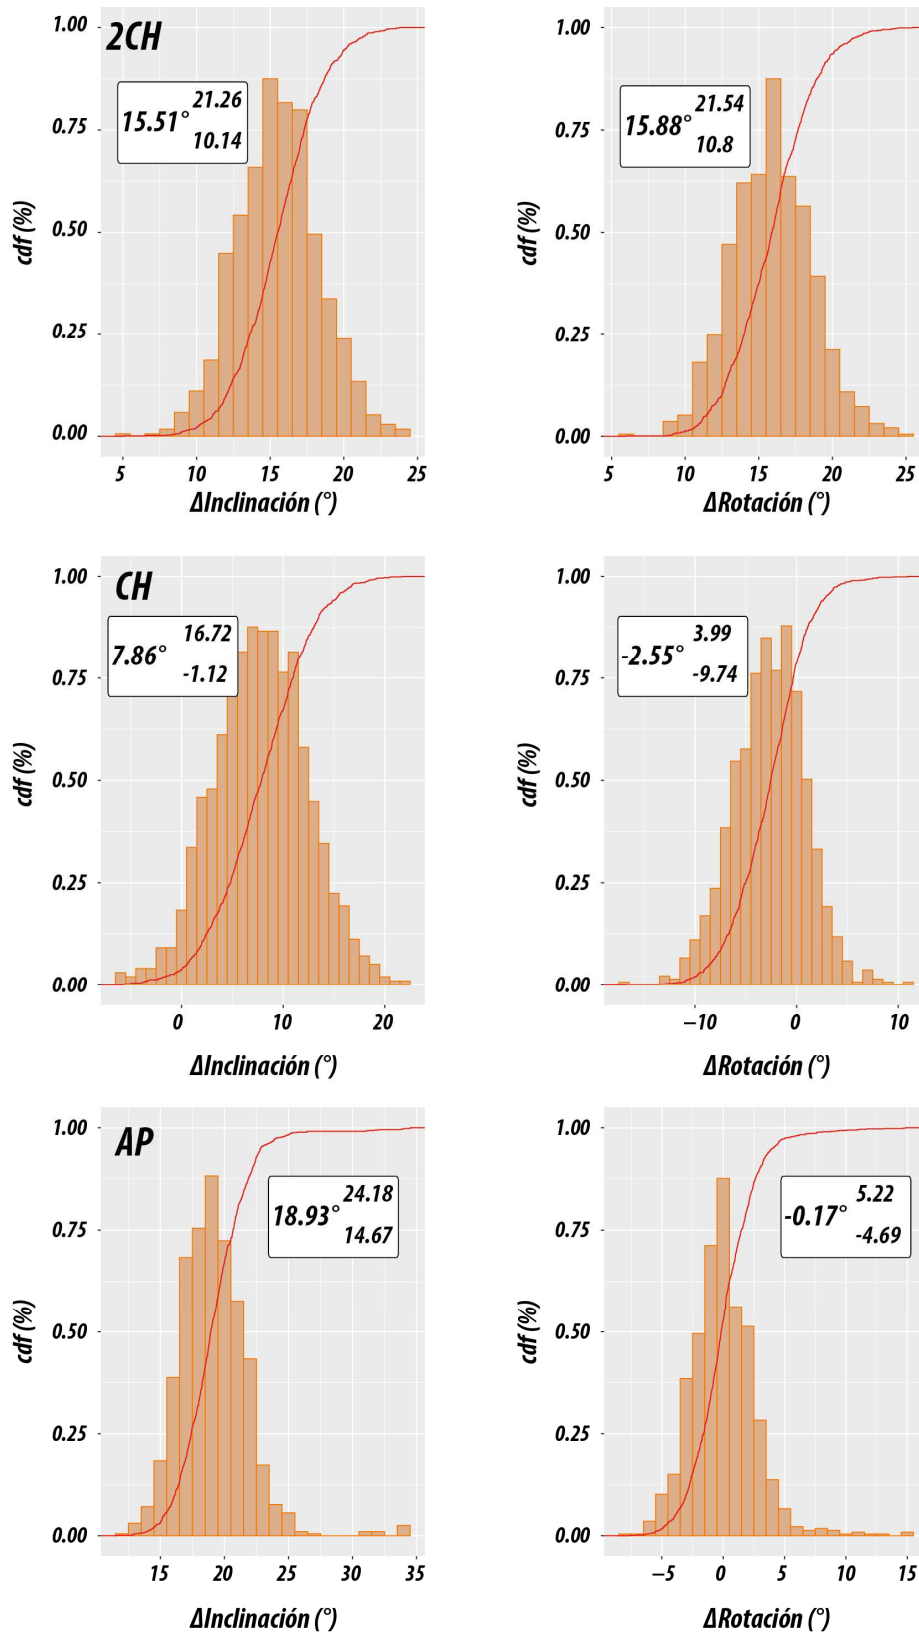 2CH
1.00
0.75
0.50
0.25
0.00
cdf (%)
15.51° 21.26
10.14
5 10 15 20 25
ΔInclinación (°)
1.00
0.75
0.50
0.25
0.00
cdf (%)
15.88° 21.54
10.8
5 10 15 20 25
ΔRotación (°)
CH
1.00
0.75
0.50
0.25
0.00
cdf (%)
7.86° 16.72
-1.12
0 10 20
ΔInclinación (°)
1.00
0.75
0.50
0.25
0.00
cdf (%)
-2.55° 3.99
-9.74
−10 0 10
ΔRotación (°)
AP
1.00
0.75
0.50
0.25
0.00
cdf (%)
18.93° 24.18
14.67
15 20 25 30 35
ΔInclinación (°)
1.00
0.75
0.50
0.25
0.00
cdf (%)
-0.17° 5.22
-4.69
−5 0 5 10 15
ΔRotación (°)